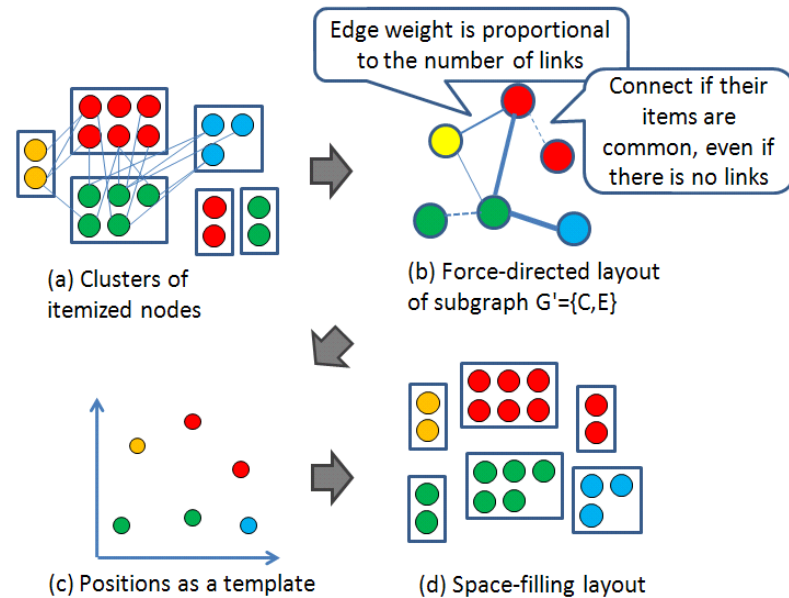 Edge weight is proportional
to the number of links
Connect if their
items are
common, even if
there is no links
(a) Clusters of
itemized nodes
(b) Force-directed layout
of subgraph G'={C,E}
(c) Positions as a template
(d) Space-filling layout